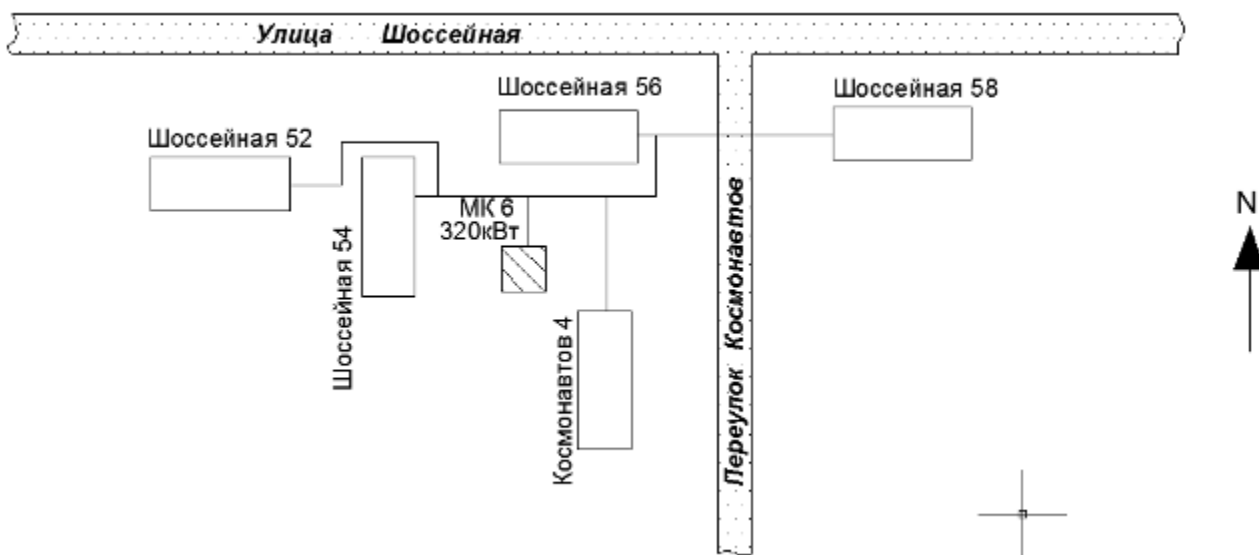 Улица Шоссейная
Шоссейная 56
Шоссейная 58
Шоссейная 52
МК 6
320кВт
N
Шоссейная 54
Космонавтов 4
Переулок Космонавтов